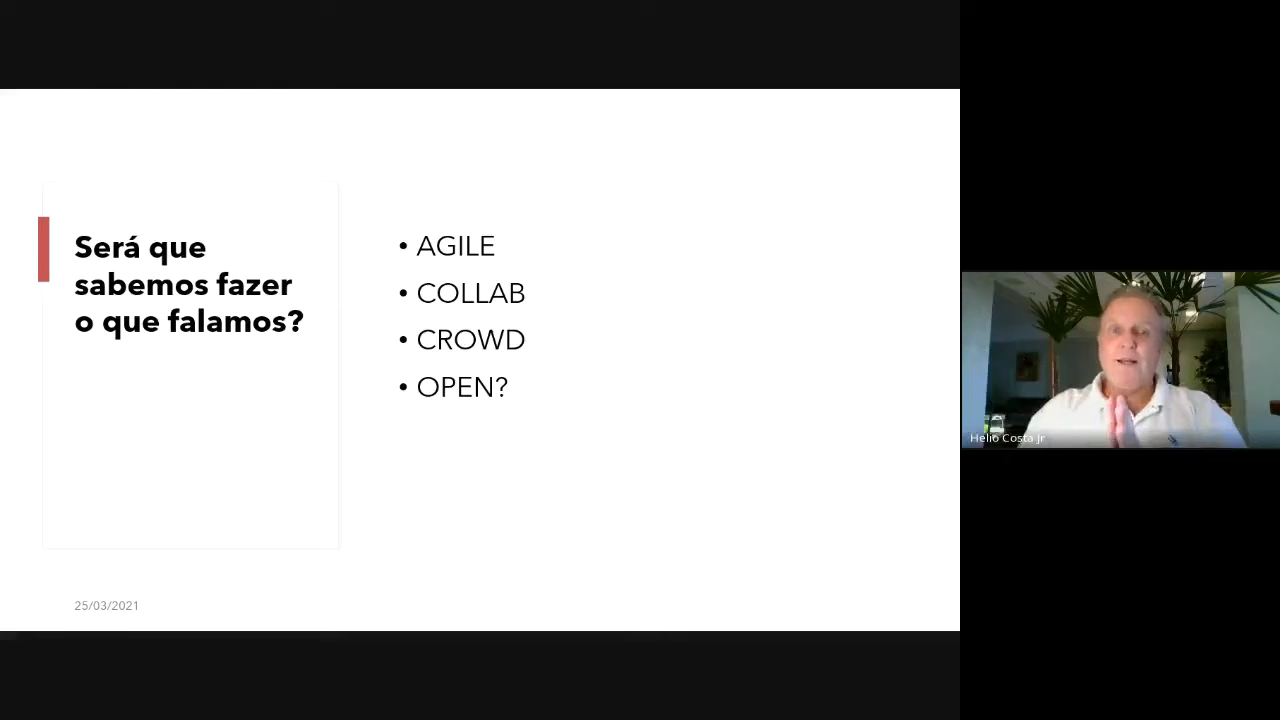 Será que
sabemos fazer
o que falamos?
• AGILE
• COLLAB
• CROWD
• OPEN?
25/03/2021
Helio Costa Jr